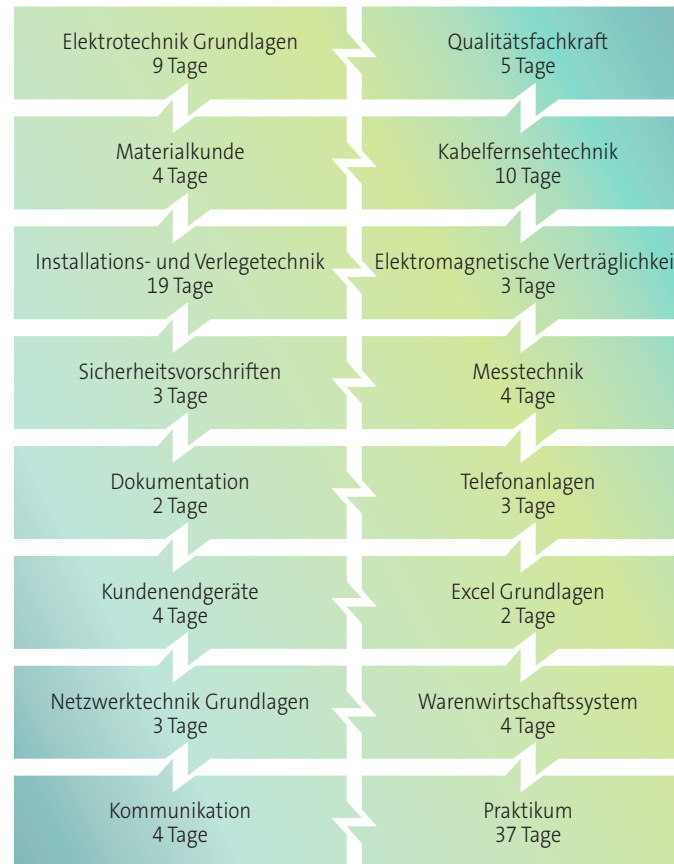 Elektrotechnik Grundlagen
9 Tage
Qualitätsfachkraft
5 Tage
Materialkunde
4 Tage
Kabelfernsehtechnik
10 Tage
Installations- und Verlegetechnik
19 Tage
Elektromagnetische Verträglichkei
3 Tage
Sicherheitsvorschriften
3 Tage
Messtechnik
4 Tage
Dokumentation
2 Tage
Telefonanlagen
3 Tage
Kundenendgeräte
4 Tage
Excel Grundlagen
2 Tage
Netzwerktechnik Grundlagen
3 Tage
Warenwirtschaftssystem
4 Tage
Kommunikation
4 Tage
Praktikum
37 Tage